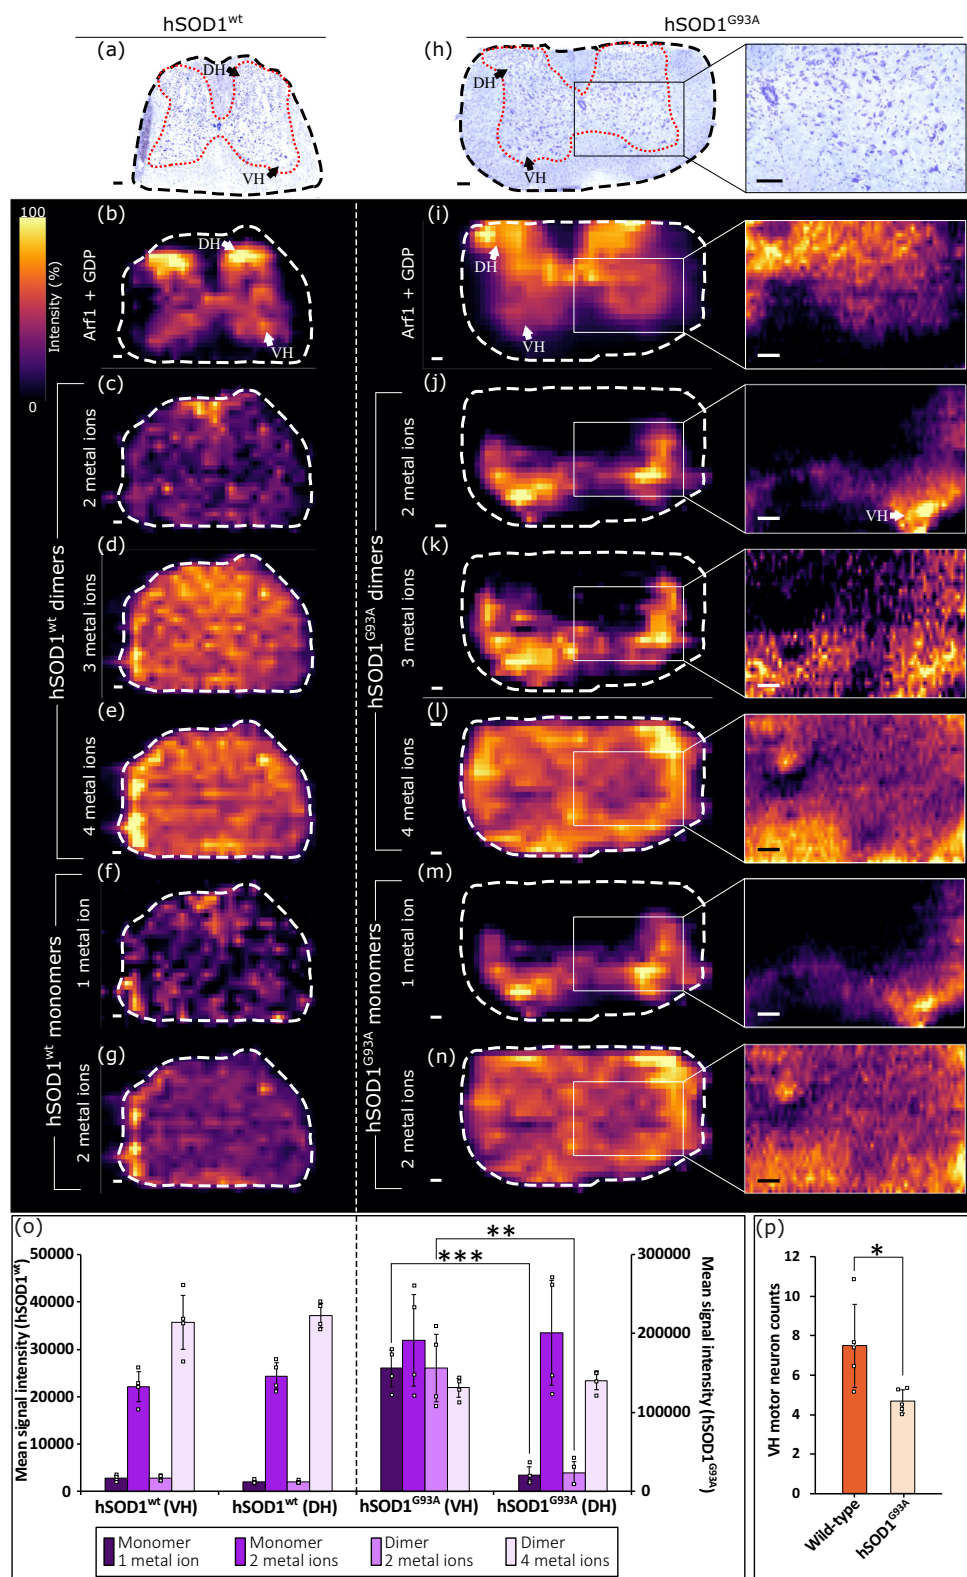 hSOD1wt
hSOD1G93A
(a)
DH
VH
(h)
DH
VH
100
Intensity (%)
0
(b)
Arf1 + GDP
DH
VH
(i)
Arf1 + GDP
DH
VH
hSOD1wt dimers
(c)
2 metal ions
(d)
3 metal ions
(e)
4 metal ions
hSOD1G93A dimers
(j)
2 metal ions
VH
(k)
3 metal ions
(l)
4 metal ions
hSOD1wt monomers
(f)
1 metal ion
(g)
2 metal ions
hSOD1G93A monomers
(m)
1 metal ion
(n)
2 metal ions
(o)
Mean signal intensity (hSOD1wt)
50000
40000
30000
20000
10000
0
***
**
300000
200000
100000
0
Mean signal intensity (hSOD1G93A)
hSOD1wt (VH)
hSOD1wt (DH)
hSOD1G93A (VH)
hSOD1G93A (DH)
Monomer
1 metal ion
Monomer
2 metal ions
Dimer
2 metal ions
Dimer
4 metal ions
(p)
VH motor neuron counts
12
10
8
6
4
2
0
*
Wild-type
hSOD1G93A